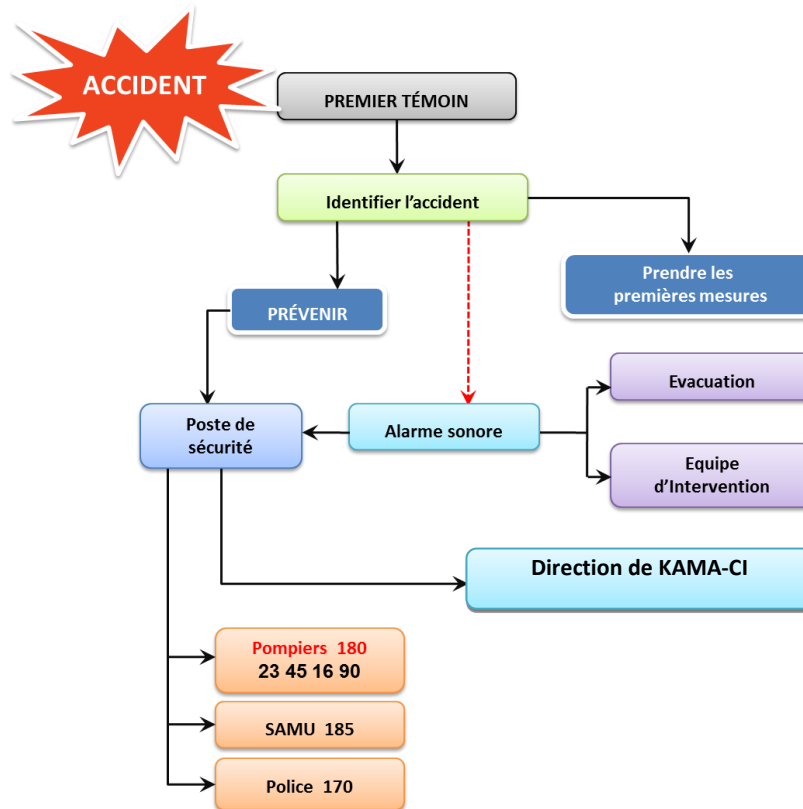 ACCIDENT
PREMIER TÉMOIN
Identifier l’accident
Prendre les
premières mesures
PRÉVENIR
Evacuation
Poste de
sécurité
Alarme sonore
Equipe
d’Intervention
Direction de KAMA-CI
Pompiers 180
23 45 16 90
SAMU 185
Police 170